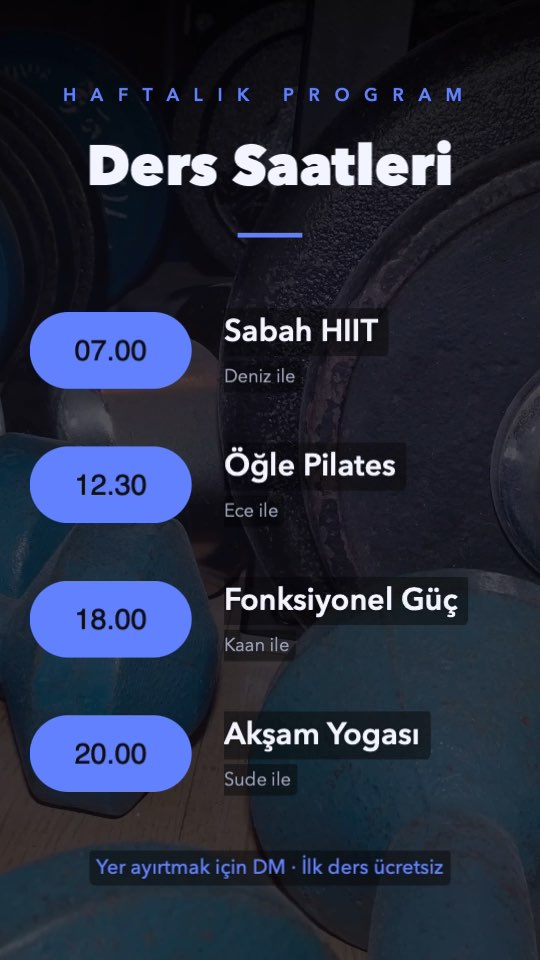 HAFTALIK PROGRAM
Ders Saatleri
07.00
Sabah HIIT
Deniz ile
12.30
Öğle Pilates
Ece ile
18.00
Fonksiyonel Güç
Kaan ile
20.00
Akşam Yogası
Sude ile
Yer ayırtmak için DM · İlk ders ücretsiz